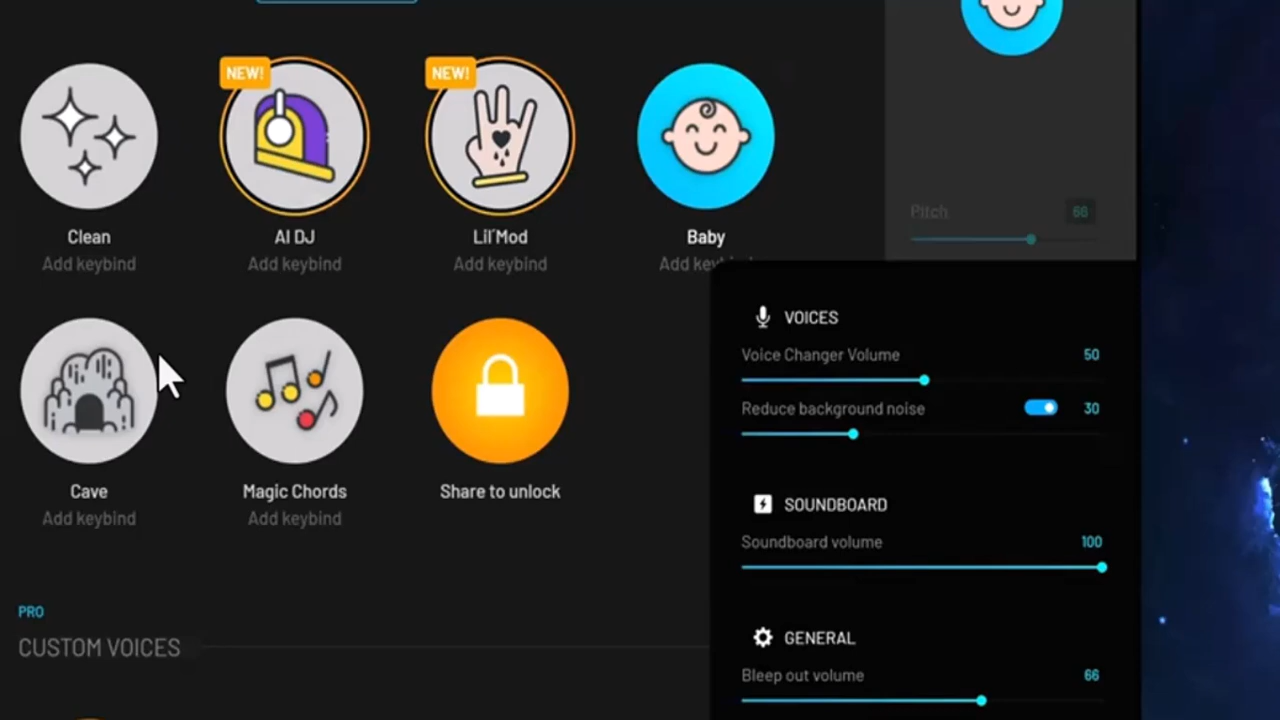 NEW!
NEW!
Clean
AI DJ
Lil'Mod
Baby
Add keybind
Add keybind
Add keybind
Add
Pitch
66
Cave
Magic Chords
Share to unlock
Add keybind
Add keybind
PRO
CUSTOM VOICES
VOICES
Voice Changer Volume
50
Reduce background noise
30
SOUNDBOARD
Soundboard volume
100
GENERAL
Bleep out volume
66